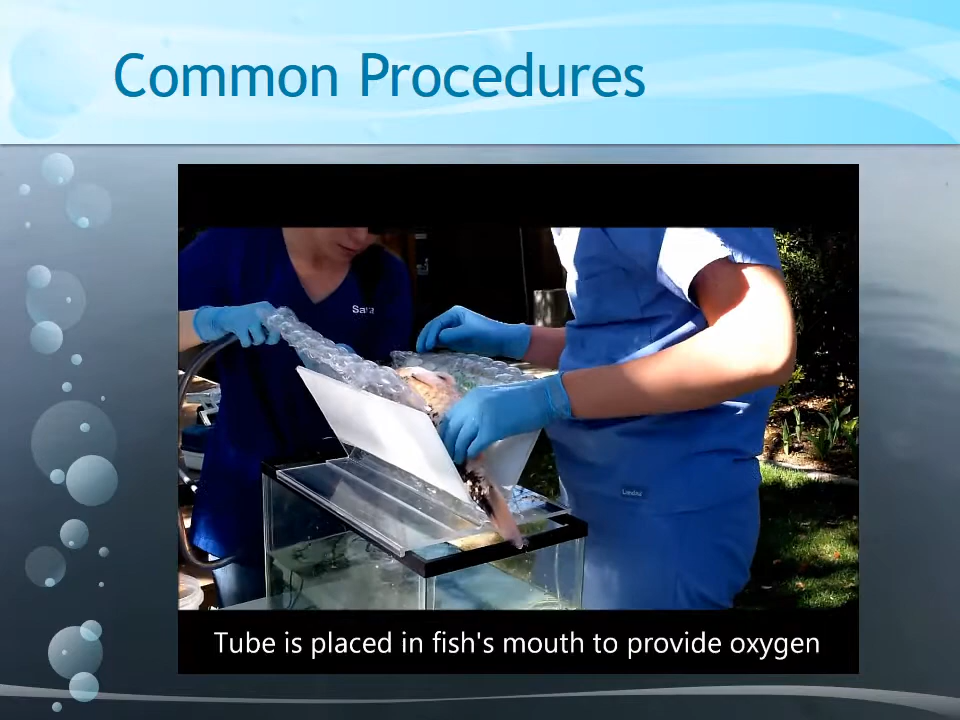 Common Procedures
Tube is placed in fish's mouth to provide oxygen